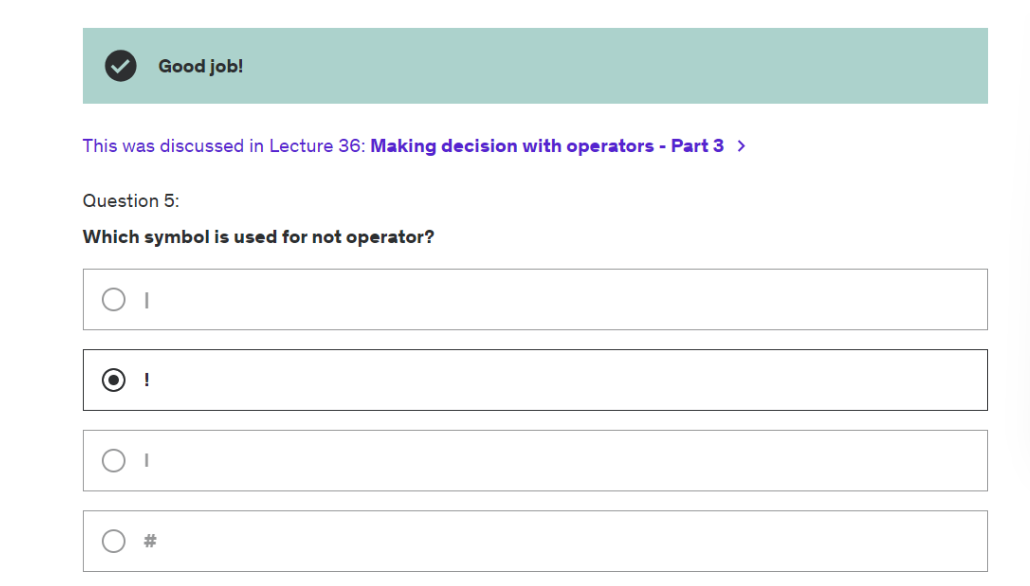 Good job!
This was discussed in Lecture 36: Making decision with operators - Part 3 >
Question 5:
Which symbol is used for not operator?
|
!
I
#